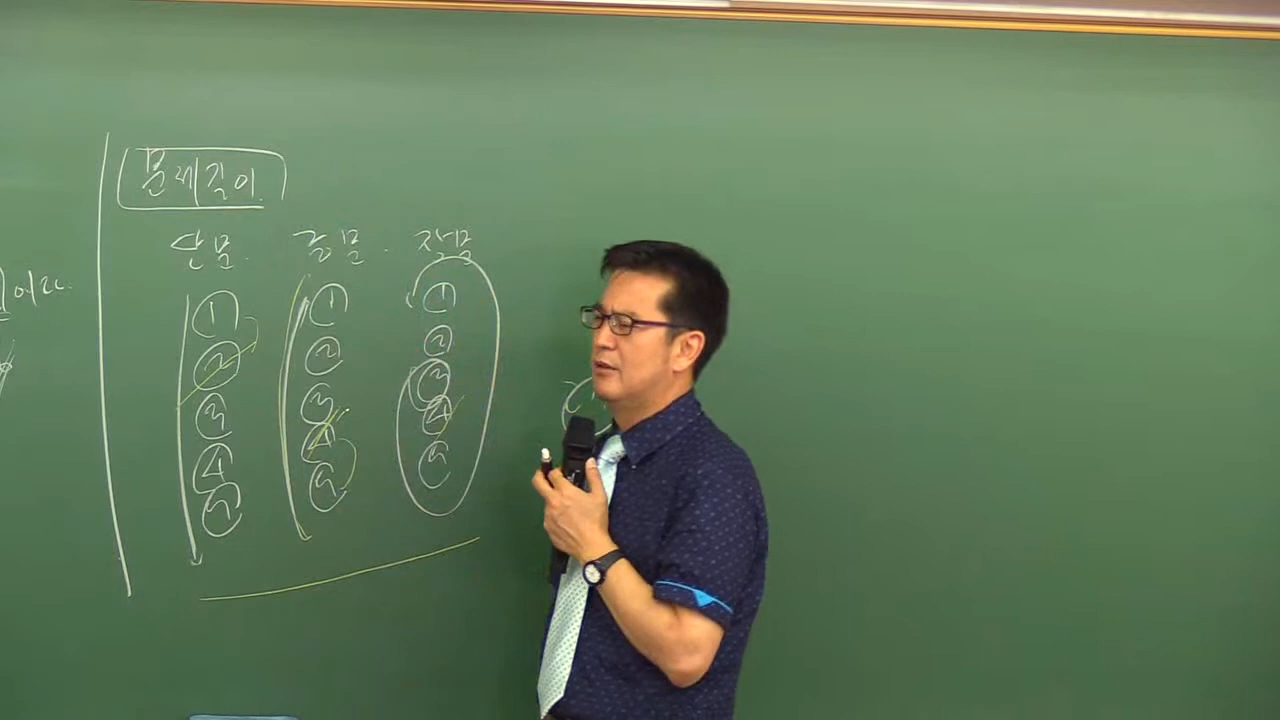 문제길이
단문. 중문. 장문
① ① ①
② ② ②
③ ③ ③
④ ④ ④
⑤ ⑤ ⑤